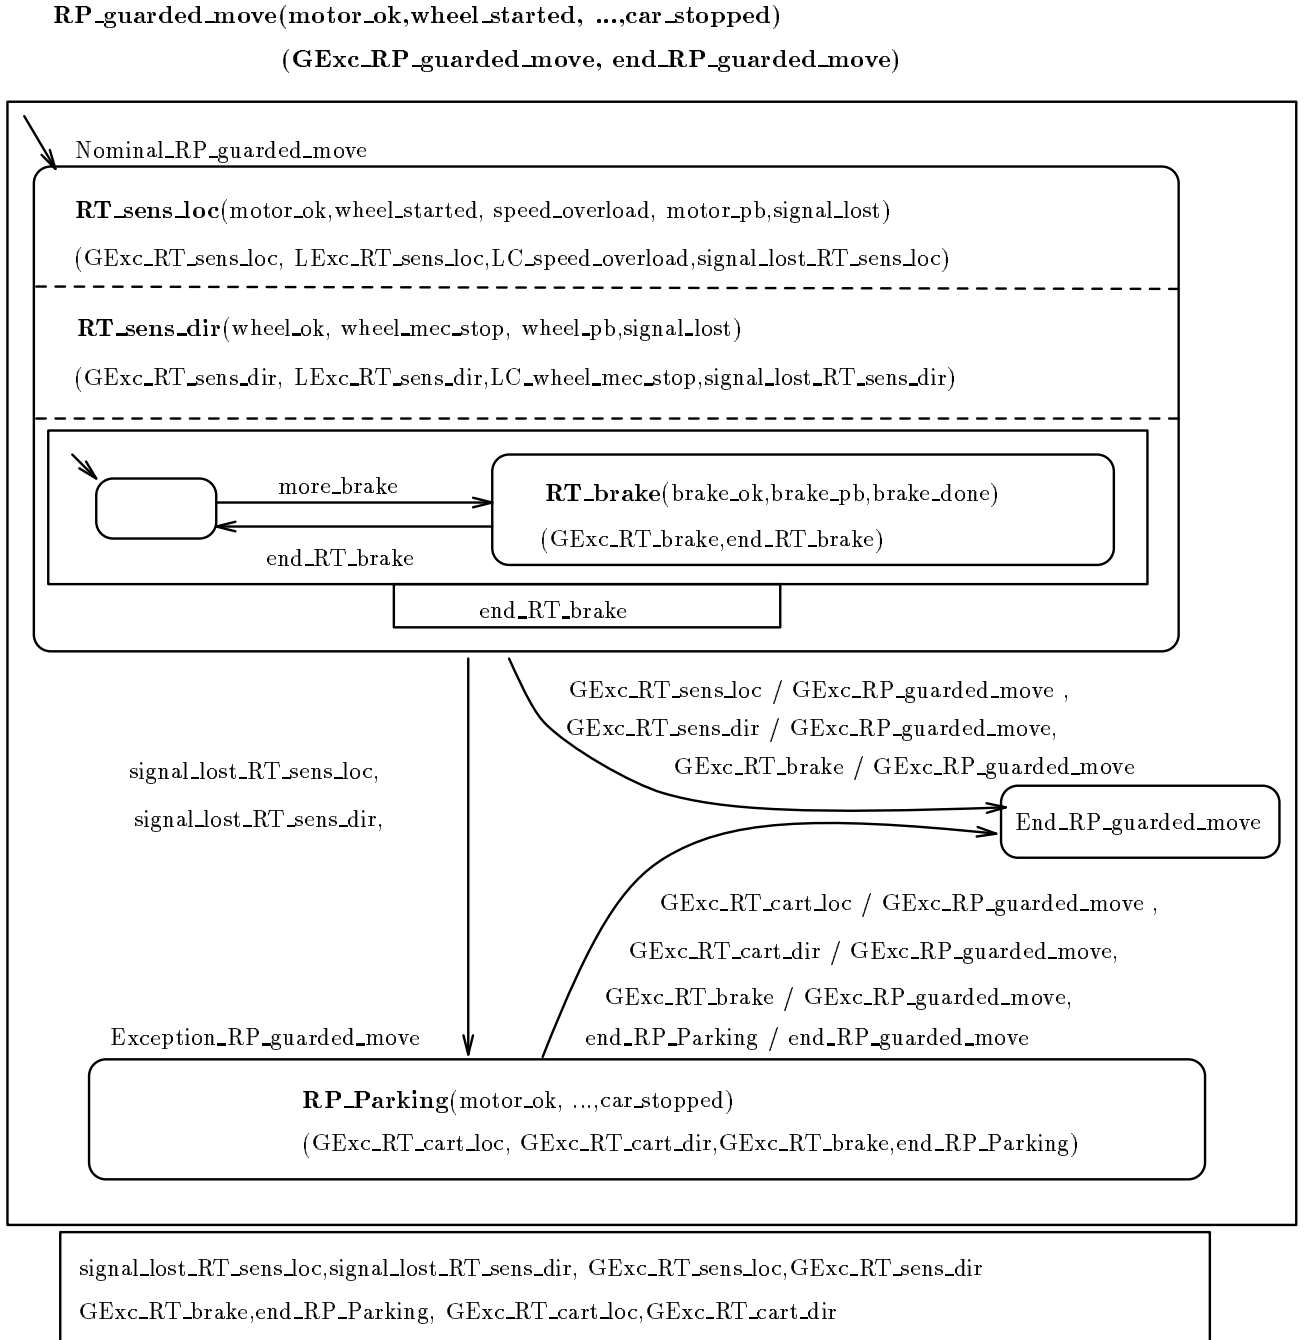 RP_guarded_move(motor_ok,wheel_started, ...,car_stopped)
(GExc_RP_guarded_move, end_RP_guarded_move)
Nominal_RP_guarded_move
RT_sens_loc(motor_ok,wheel_started, speed_overload, motor_pb,signal_lost)
(GExc_RT_sens_loc, LExc_RT_sens_loc,LC_speed_overload,signal_lost_RT_sens_loc)
RT_sens_dir(wheel_ok, wheel_mec_stop, wheel_pb,signal_lost)
(GExc_RT_sens_dir, LExc_RT_sens_dir,LC_wheel_mec_stop,signal_lost_RT_sens_dir)
more_brake
RT_brake(brake_ok,brake_pb,brake_done)
(GExc_RT_brake,end_RT_brake)
end_RT_brake
end_RT_brake
GExc_RT_sens_loc / GExc_RP_guarded_move ,
GExc_RT_sens_dir / GExc_RP_guarded_move,
GExc_RT_brake / GExc_RP_guarded_move
signal_lost_RT_sens_loc,
signal_lost_RT_sens_dir,
End_RP_guarded_move
GExc_RT_cart_loc / GExc_RP_guarded_move ,
GExc_RT_cart_dir / GExc_RP_guarded_move,
GExc_RT_brake / GExc_RP_guarded_move,
end_RP_Parking / end_RP_guarded_move
Exception_RP_guarded_move
RP_Parking(motor_ok, ...,car_stopped)
(GExc_RT_cart_loc, GExc_RT_cart_dir,GExc_RT_brake,end_RP_Parking)
signal_lost_RT_sens_loc,signal_lost_RT_sens_dir, GExc_RT_sens_loc,GExc_RT_sens_dir
GExc_RT_brake,end_RP_Parking, GExc_RT_cart_loc,GExc_RT_cart_dir